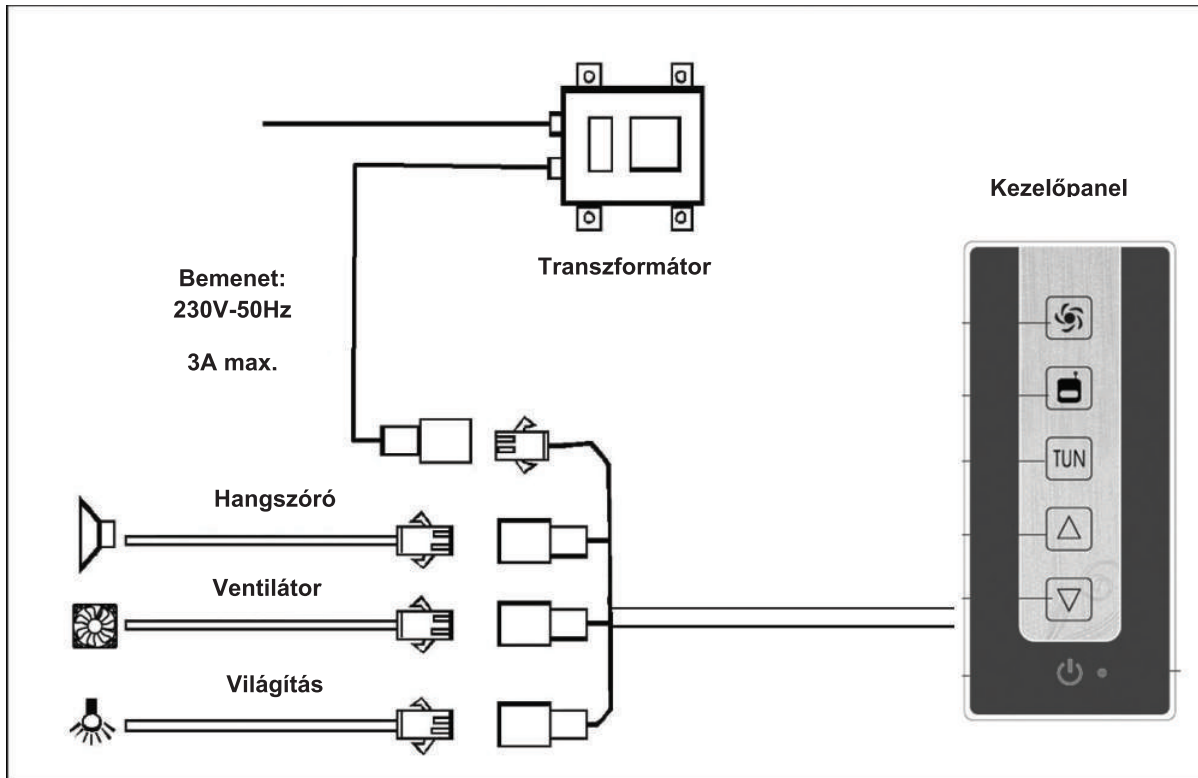 Transzformátor
Kezelőpanel
Bemenet:
230V-50Hz
3A max.
Hangszóró
Ventilátor
Világítás
TUN